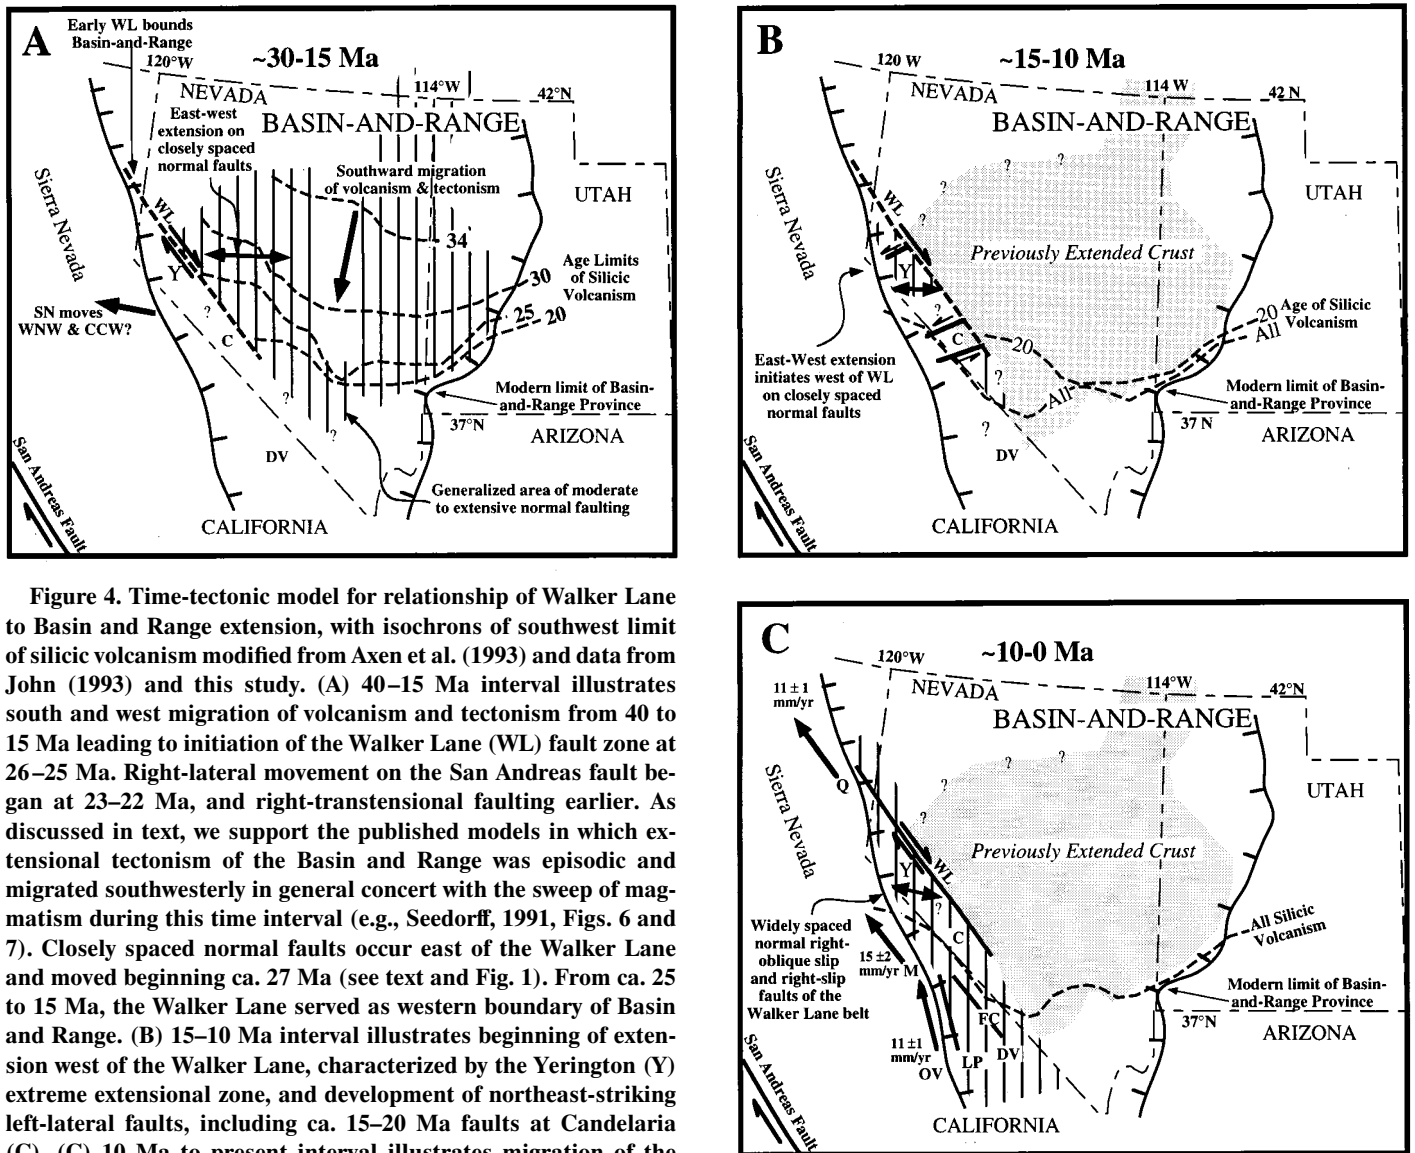 A
Early WL bounds
Basin-and-Range
120°W
~30-15 Ma
114°W
42°N
NEVADA
BASIN-AND-RANGE
East-west
extension on
closely spaced
normal faults
Southward migration
of volcanism & tectonism
UTAH
Sierra Nevada
WL
34
Y
Age Limits
of Silicic
Volcanism
30
25
20
SN moves
WNW & CCW?
?
C
?
?
Modern limit of Basin-
and-Range Province
37°N
ARIZONA
DV
Generalized area of moderate
to extensive normal faulting
San Andreas Fault
CALIFORNIA
B
120 W
~15-10 Ma
114 W
42 N
NEVADA
BASIN-AND-RANGE
?
?
?
?
UTAH
Sierra Nevada
WL
Previously Extended Crust
Y
?
C
20
20
Age of Silicic
Volcanism
All
East-West extension
initiates west of WL
on closely spaced
normal faults
?
All
Modern limit of Basin-
and-Range Province
37 N
ARIZONA
?
DV
San Andreas Fault
CALIFORNIA
Figure 4. Time-tectonic model for relationship of Walker Lane
to Basin and Range extension, with isochrons of southwest limit
of silicic volcanism modified from Axen et al. (1993) and data from
John (1993) and this study. (A) 40–15 Ma interval illustrates
south and west migration of volcanism and tectonism from 40 to
15 Ma leading to initiation of the Walker Lane (WL) fault zone at
26–25 Ma. Right-lateral movement on the San Andreas fault be-
gan at 23–22 Ma, and right-transtensional faulting earlier. As
discussed in text, we support the published models in which ex-
tensional tectonism of the Basin and Range was episodic and
migrated southwesterly in general concert with the sweep of mag-
matism during this time interval (e.g., Seedorff, 1991, Figs. 6 and
7). Closely spaced normal faults occur east of the Walker Lane
and moved beginning ca. 27 Ma (see text and Fig. 1). From ca. 25
to 15 Ma, the Walker Lane served as western boundary of Basin
and Range. (B) 15–10 Ma interval illustrates beginning of exten-
sion west of the Walker Lane, characterized by the Yerington (Y)
extreme extensional zone, and development of northeast-striking
left-lateral faults, including ca. 15–20 Ma faults at Candelaria
(C). (C) 10 Ma to present interval illustrates migration of the
C
120°W
~10-0 Ma
114°W
42°N
11 ± 1
mm/yr
NEVADA
BASIN-AND-RANGE
?
?
?
?
UTAH
Q
Sierra Nevada
Previously Extended Crust
Y
WL
?
C
Widely spaced
normal right-
oblique slip
and right-slip
faults of the
Walker Lane belt
15 ±2
mm/yr M
All Silicic
Volcanism
Modern limit of Basin-
and-Range Province
37°N
ARIZONA
FC
11 ±1
mm/yr
OV
LP
DV
San Andreas Fault
CALIFORNIA